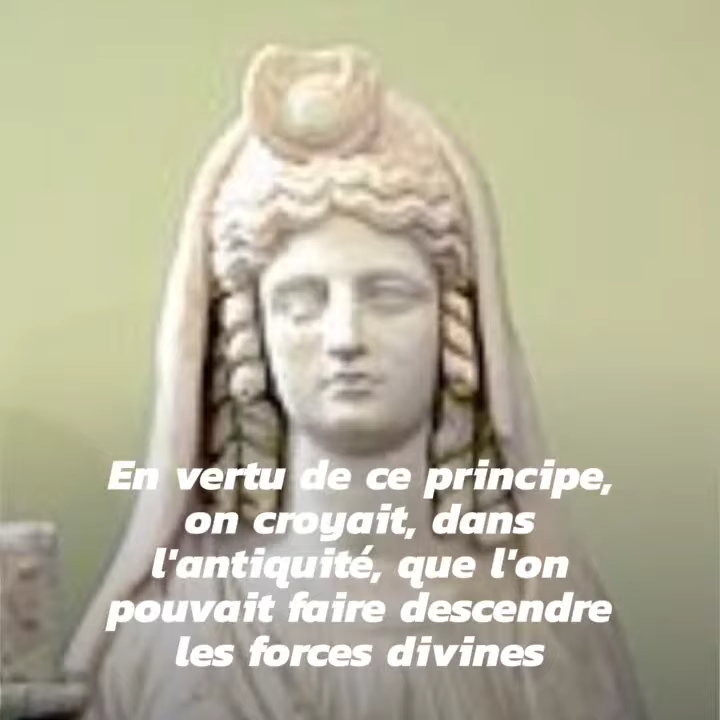 En vertu de ce principe,
on croyait, dans
l'antiquité, que l'on
pouvait faire descendre
les forces divines